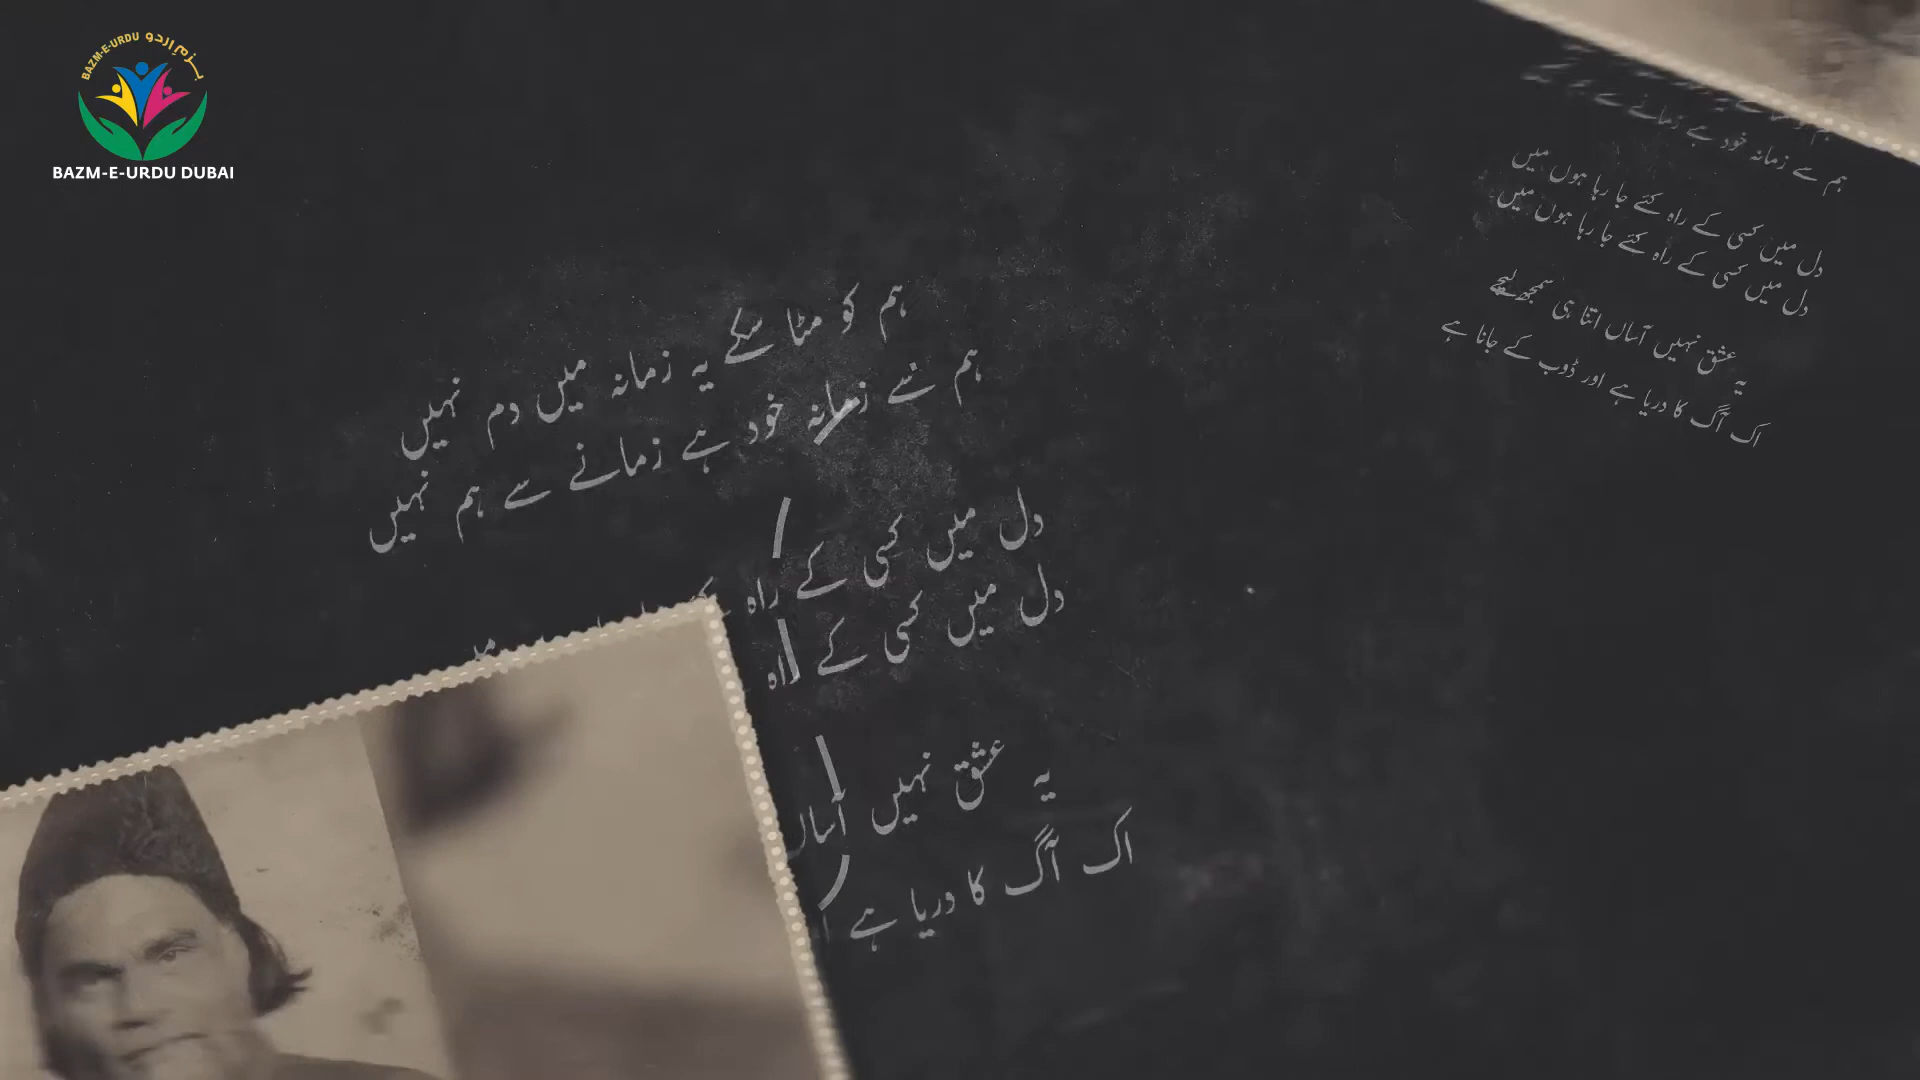 BAZM-E-URDU بزمِ اردو
BAZM-E-URDU DUBAI
ہم کو مٹا سکے یہ زمانہ میں دم نہیں
ہم سے زمانہ خود ہے زمانے سے ہم نہیں
دل میں کسی کے راہ
دل میں کسی کے راہ
یہ عشق نہیں آساں
اک آگ کا دریا ہے
ہم سے زمانہ خود ہے زمانے سے
دل میں کسی کے راہ کئے جا رہا ہوں میں
دل میں کسی کے راہ کئے جا رہا ہوں میں
یہ عشق نہیں آساں اتنا ہی سمجھ لیجے
اک آگ کا دریا ہے اور ڈوب کے جانا ہے